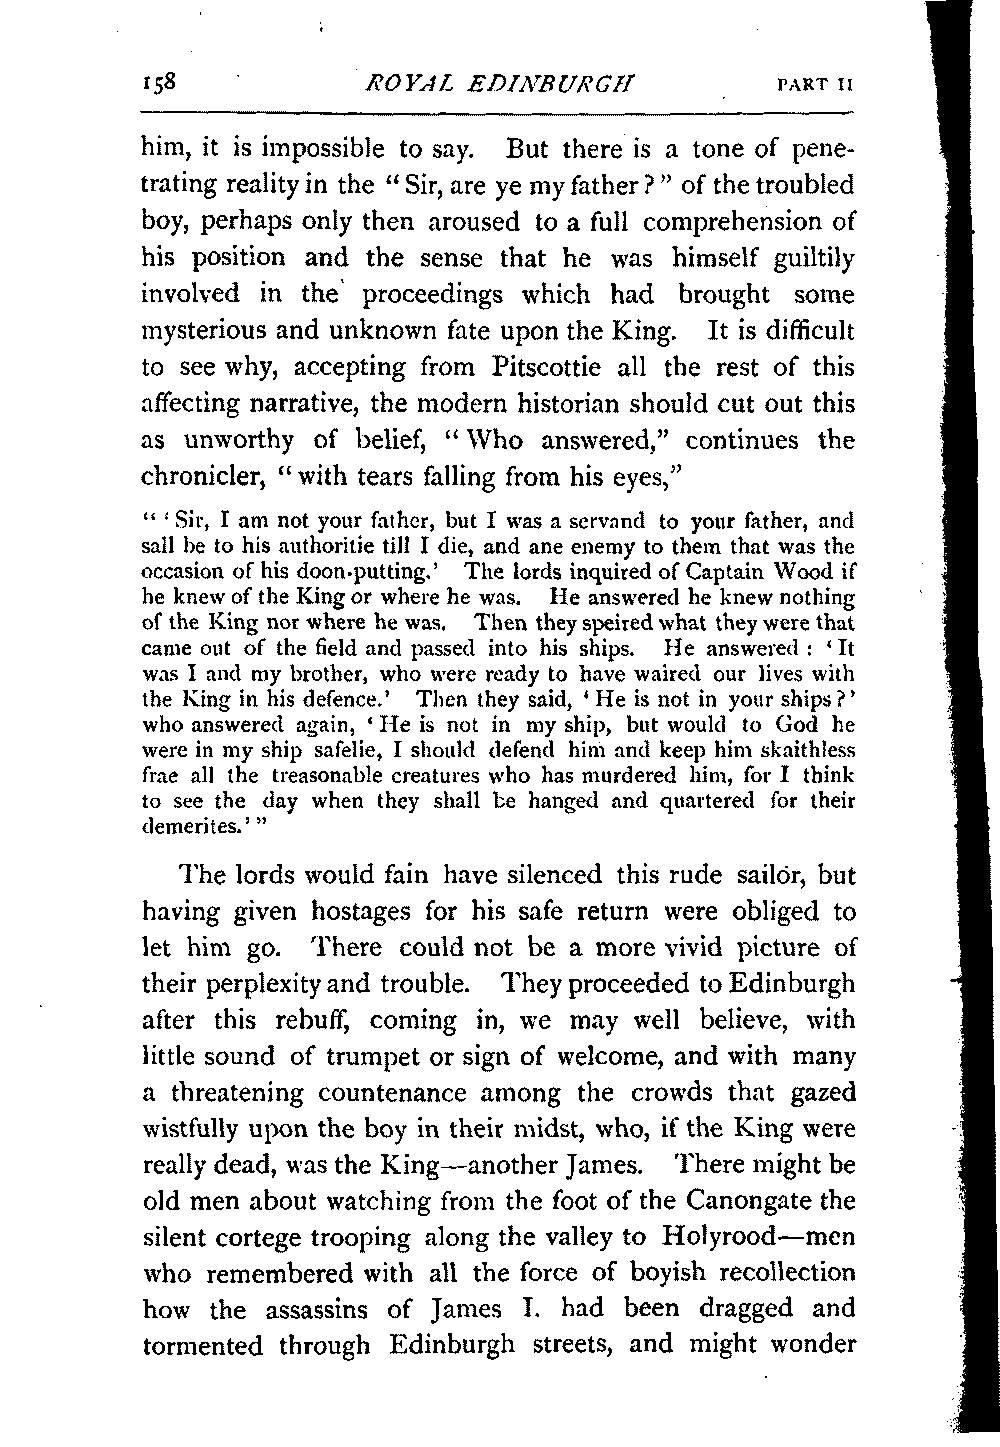 158 ROYAL EDINBURGH PART II
him, it is impossible to say. But there is a tone of pene-
trating reality in the “Sir, are ye my father?” of the troubled
boy, perhaps only then aroused to a full comprehension of
his position and the sense that he was himself guiltily
involved in the proceedings which had brought some
mysterious and unknown fate upon the King. It is difficult
to see why, accepting from Pitscottie all the rest of this
affecting narrative, the modern historian should cut out this
as unworthy of belief, “Who answered,” continues the
chronicler, “with tears falling from his eyes,”
“‘Sir, I am not your father, but I was a servand to your father, and
sall be to his authoritie till I die, and ane enemy to them that was the
occasion of his doon-putting.’ The lords inquired of Captain Wood if
he knew of the King or where he was. He answered he knew nothing
of the King nor where he was. Then they speired what they were that
came out of the field and passed into his ships. He answered: ‘It
was I and my brother, who were ready to have waired our lives with
the King in his defence.’ Then they said, ‘He is not in your ships?’
who answered again, ‘He is not in my ship, but would to God he
were in my ship safelie, I should defend him and keep him skaithless
frae all the treasonable creatures who has murdered him, for I think
to see the day when they shall be hanged and quartered for their
demerites.’”
The lords would fain have silenced this rude sailor, but
having given hostages for his safe return were obliged to
let him go. There could not be a more vivid picture of
their perplexity and trouble. They proceeded to Edinburgh
after this rebuff, coming in, we may well believe, with
little sound of trumpet or sign of welcome, and with many
a threatening countenance among the crowds that gazed
wistfully upon the boy in their midst, who, if the King were
really dead, was the King—another James. There might be
old men about watching from the foot of the Canongate the
silent cortege trooping along the valley to Holyrood—men
who remembered with all the force of boyish recollection
how the assassins of James I. had been dragged and
tormented through Edinburgh streets, and might wonder